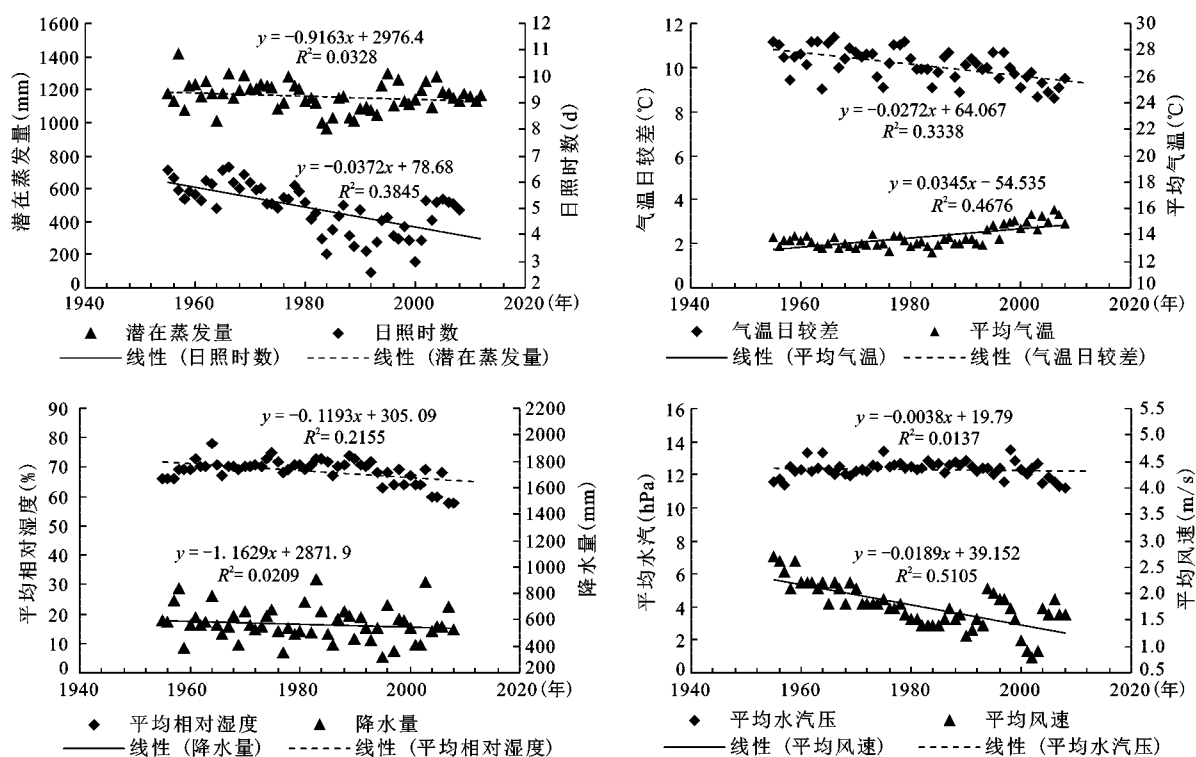 1600
1400
1200
1000
800
600
400
200
0
潜在蒸发量(mm)
12
11
10
9
8
7
6
5
4
3
2
日照时数(d)
y = -0.9163x + 2976.4
R²= 0.0328
y = -0.0372x + 78.68
R²= 0.3845
1940 1960 1980 2000 2020(年)
▲ 潜在蒸发量 ◆ 日照时数
线性 (日照时数) 线性 (潜在蒸发量)
12
10
8
6
4
2
0
气温日较差(℃)
30
28
26
24
22
20
18
16
14
12
10
平均气温(℃)
y = -0.0272x + 64.067
R²= 0.3338
y = 0.0345x - 54.535
R²= 0.4676
1940 1960 1980 2000 2020 (年)
◆ 气温日较差 ▲ 平均气温
线性 (平均气温) 线性 (气温日较差)
90
80
70
60
50
40
30
20
10
0
平均相对湿度(%)
2200
2000
1800
1600
1400
1200
1000
800
600
400
200
降水量(mm)
y = -0. 1193x + 305. 09
R²= 0.2155
y = -1. 1629x + 2871. 9
R²= 0.0209
1940 1960 1980 2000 2020(年)
◆ 平均相对湿度 ▲ 降水量
线性 (降水量) 线性 (平均相对湿度)
16
14
12
10
8
6
4
2
0
平均水汽(hPa)
5.5
5.0
4.5
4.0
3.5
3.0
2.5
2.0
1.5
1.0
0.5
平均风速(m/s)
y = -0.0038x + 19.79
R²= 0.0137
y = -0.0189x + 39.152
R²= 0.5105
1940 1960 1980 2000 2020(年)
◆ 平均水汽压 ▲ 平均风速
线性 (平均风速) 线性 (平均水汽压)